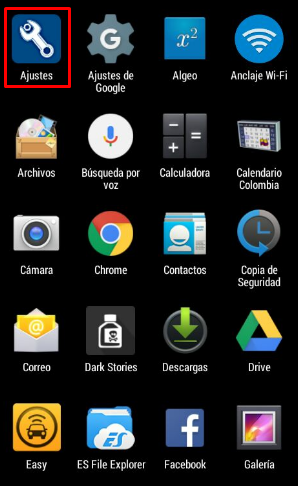 Ajustes
Ajustes de
Google
Algeo
Anclaje Wi-Fi
Archivos
Búsqueda por
voz
Calculadora
Calendario
Colombia
Cámara
Chrome
Contactos
Copia de
Seguridad
Correo
Dark Stories
Descargas
Drive
Easy
ES File Explorer
Facebook
Galería